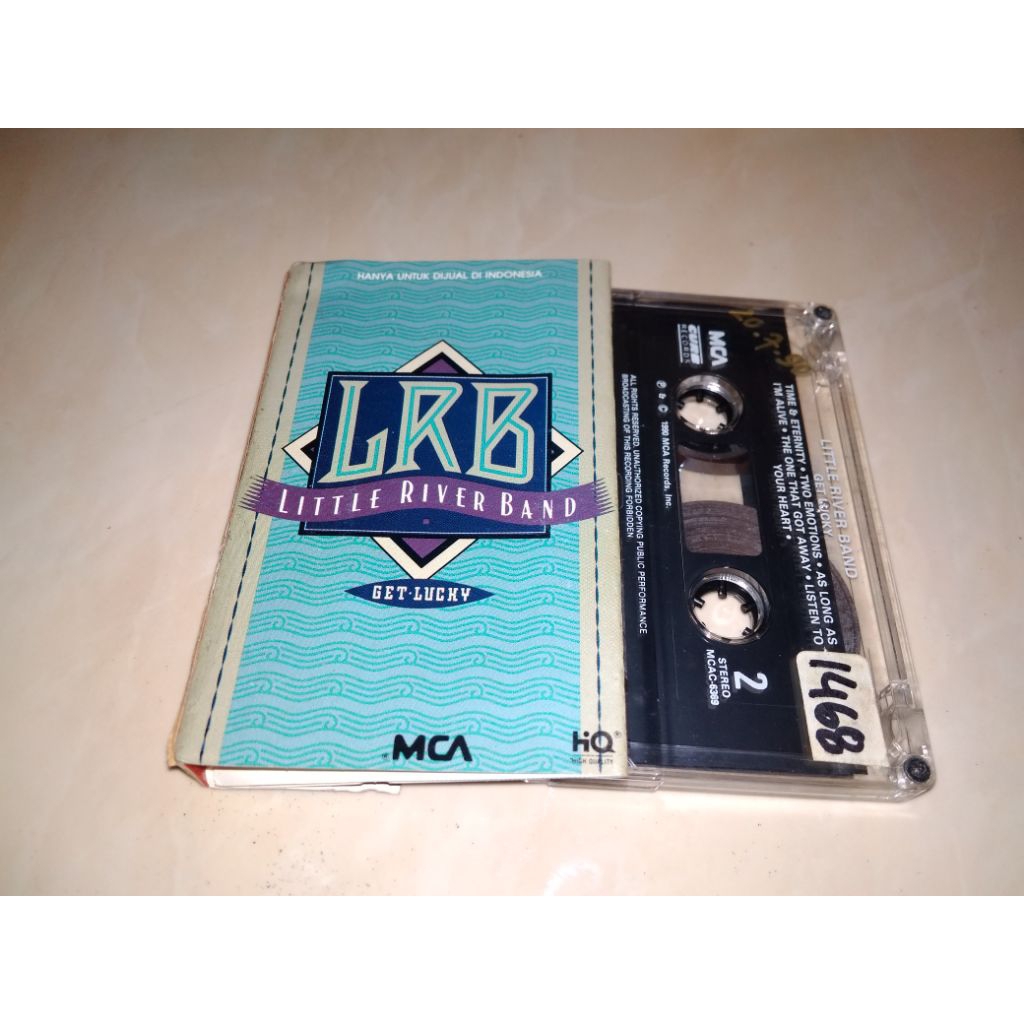 HANYA UNTUK DIJUAL DI INDONESIA
LRB
LITTLE RIVER BAND
GET·LUCKY
MCA
HiQ
HIGH QUALITY
MCA
CURB
RECORDS
LITTLE RIVER BAND
GET LUCKY
TIME & ETERNITY • TWO EMOTIONS • AS LONG AS
I'M ALIVE • THE ONE THAT GOT AWAY • LISTEN TO
YOUR HEART •
℗ & © 1990 MCA Records, Inc.
ALL RIGHTS RESERVED. UNAUTHORIZED COPYING PUBLIC PERFORMANCE
BROADCASTING OF THIS RECORDING FORBIDDEN
2
STEREO
MCAC-6369
1468